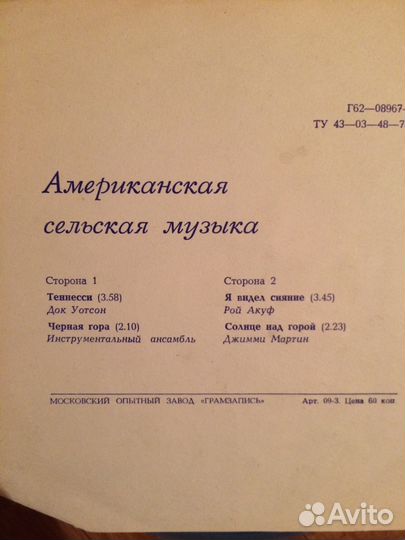 Г62—08967-
ТУ 43—03—48—7
Американская
сельская музыка
Сторона 1
Теннесси (3.58)
Док Уотсон
Черная гора (2.10)
Инструментальный ансамбль
Сторона 2
Я видел сияние (3.45)
Рой Акуф
Солнце над горой (2.23)
Джимми Мартин
МОСКОВСКИЙ ОПЫТНЫЙ ЗАВОД «ГРАМЗАПИСЬ» Арт. 09-3. Цена 60 коп
Avito